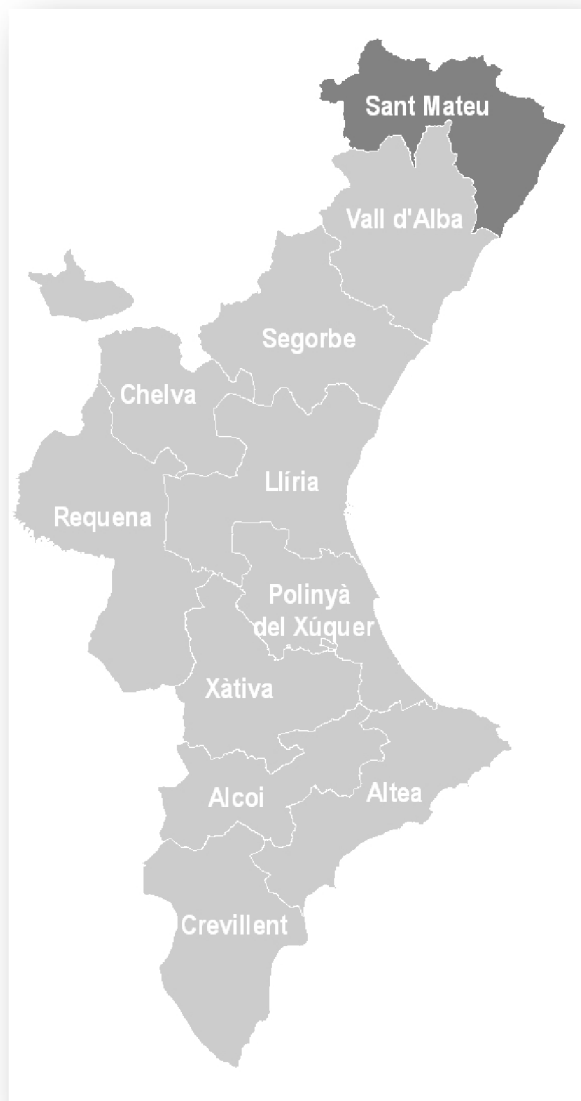 Sant Mateu
Vall d'Alba
Segorbe
Chelva
Llíria
Requena
Polinyà
del Xúquer
Xàtiva
Alcoi
Altea
Crevillent